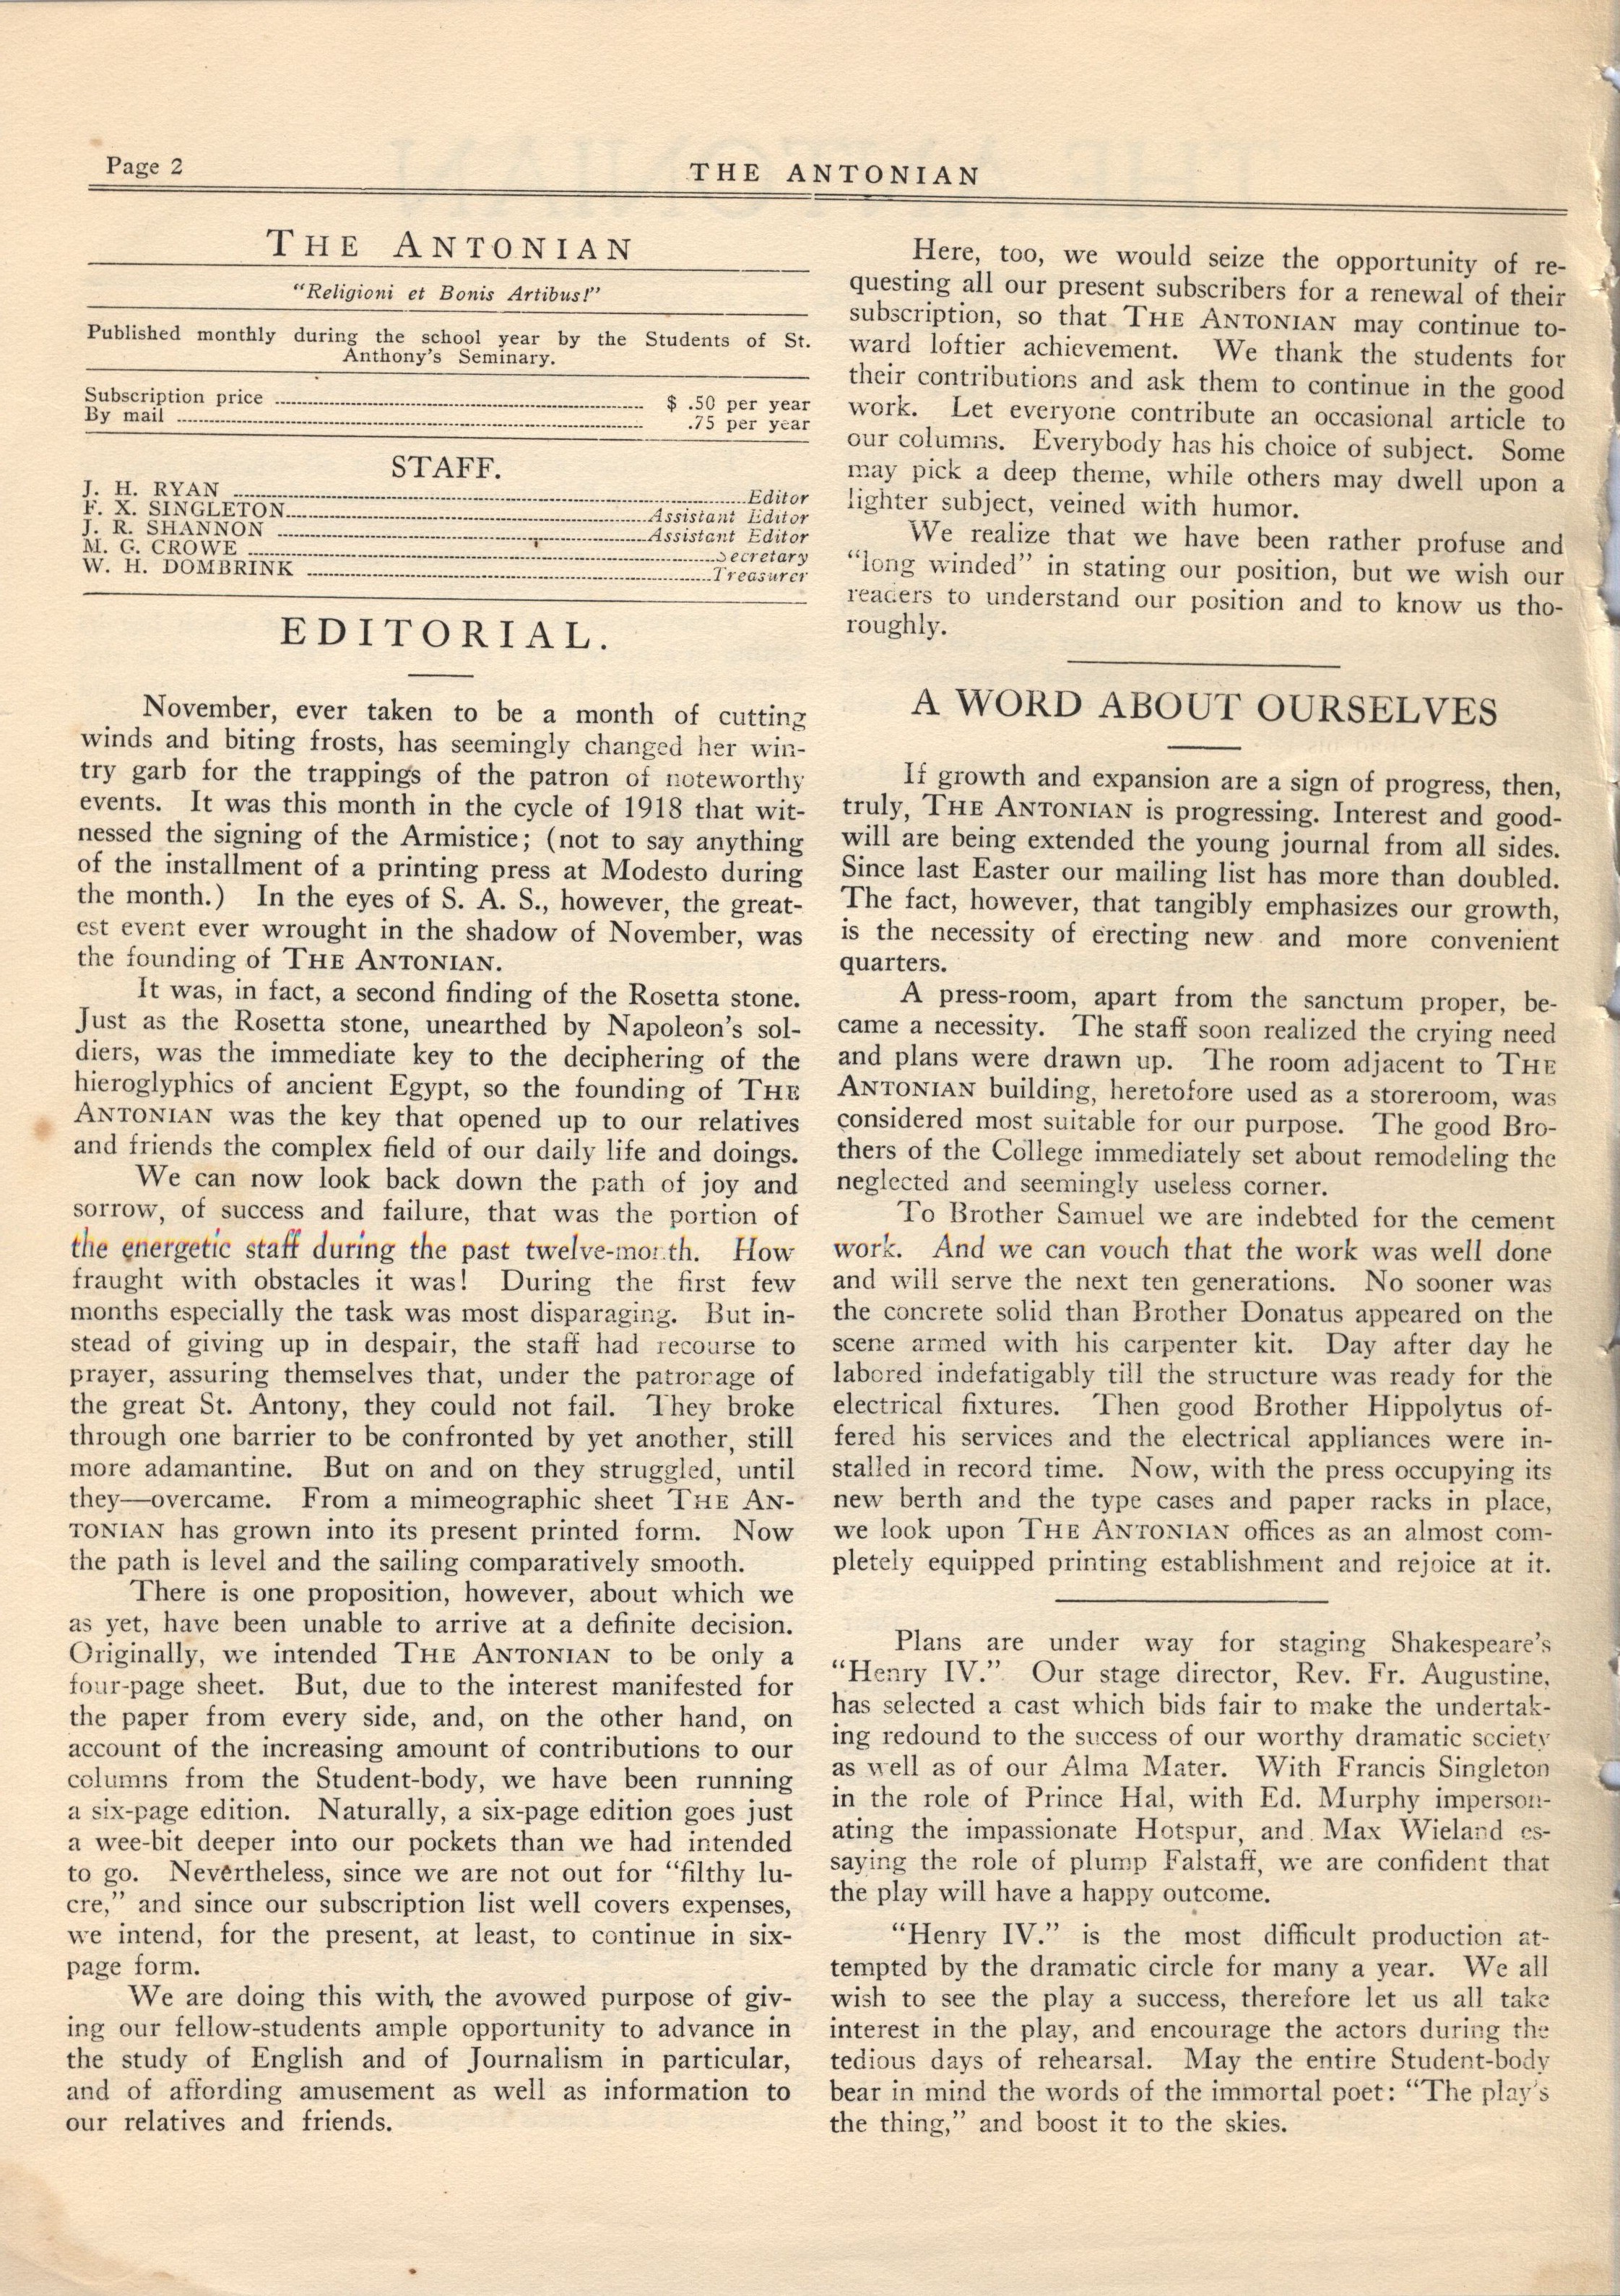 Page 2
THE ANTONIAN
THE ANTONIAN
"Religioni et Bonis Artibus!"
Published monthly during the school year by the Students of St.
Anthony's Seminary.
Subscription price ........ $ .50 per year
By mail ........ .75 per year
STAFF.
J. H. RYAN ........ Editor
F. X. SINGLETON ........ Assistant Editor
J. R. SHANNON ........ Assistant Editor
M. G. CROWE ........ Secretary
W. H. DOMBRINK ........ Treasurer
EDITORIAL.
November, ever taken to be a month of cutting
winds and biting frosts, has seemingly changed her win-
try garb for the trappings of the patron of noteworthy
events. It was this month in the cycle of 1918 that wit-
nessed the signing of the Armistice; (not to say anything
of the installment of a printing press at Modesto during
the month.) In the eyes of S. A. S., however, the great-
est event ever wrought in the shadow of November, was
the founding of THE ANTONIAN.
It was, in fact, a second finding of the Rosetta stone.
Just as the Rosetta stone, unearthed by Napoleon's sol-
diers, was the immediate key to the deciphering of the
hieroglyphics of ancient Egypt, so the founding of THE
ANTONIAN was the key that opened up to our relatives
and friends the complex field of our daily life and doings.
We can now look back down the path of joy and
sorrow, of success and failure, that was the portion of
the energetic staff during the past twelve-month. How
fraught with obstacles it was! During the first few
months especially the task was most disparaging. But in-
stead of giving up in despair, the staff had recourse to
prayer, assuring themselves that, under the patronage of
the great St. Antony, they could not fail. They broke
through one barrier to be confronted by yet another, still
more adamantine. But on and on they struggled, until
they—overcame. From a mimeographic sheet THE AN-
TONIAN has grown into its present printed form. Now
the path is level and the sailing comparatively smooth.
There is one proposition, however, about which we
as yet, have been unable to arrive at a definite decision.
Originally, we intended THE ANTONIAN to be only a
four-page sheet. But, due to the interest manifested for
the paper from every side, and, on the other hand, on
account of the increasing amount of contributions to our
columns from the Student-body, we have been running
a six-page edition. Naturally, a six-page edition goes just
a wee-bit deeper into our pockets than we had intended
to go. Nevertheless, since we are not out for "filthy lu-
cre," and since our subscription list well covers expenses,
we intend, for the present, at least, to continue in six-
page form.
We are doing this with the avowed purpose of giv-
ing our fellow-students ample opportunity to advance in
the study of English and of Journalism in particular,
and of affording amusement as well as information to
our relatives and friends.
Here, too, we would seize the opportunity of re-
questing all our present subscribers for a renewal of their
subscription, so that THE ANTONIAN may continue to-
ward loftier achievement. We thank the students for
their contributions and ask them to continue in the good
work. Let everyone contribute an occasional article to
our columns. Everybody has his choice of subject. Some
may pick a deep theme, while others may dwell upon a
lighter subject, veined with humor.
We realize that we have been rather profuse and
"long winded" in stating our position, but we wish our
readers to understand our position and to know us tho-
roughly.
A WORD ABOUT OURSELVES
If growth and expansion are a sign of progress, then,
truly, THE ANTONIAN is progressing. Interest and good-
will are being extended the young journal from all sides.
Since last Easter our mailing list has more than doubled.
The fact, however, that tangibly emphasizes our growth,
is the necessity of erecting new and more convenient
quarters.
A press-room, apart from the sanctum proper, be-
came a necessity. The staff soon realized the crying need
and plans were drawn up. The room adjacent to THE
ANTONIAN building, heretofore used as a storeroom, was
considered most suitable for our purpose. The good Bro-
thers of the College immediately set about remodeling the
neglected and seemingly useless corner.
To Brother Samuel we are indebted for the cement
work. And we can vouch that the work was well done
and will serve the next ten generations. No sooner was
the concrete solid than Brother Donatus appeared on the
scene armed with his carpenter kit. Day after day he
labored indefatigably till the structure was ready for the
electrical fixtures. Then good Brother Hippolytus of-
fered his services and the electrical appliances were in-
stalled in record time. Now, with the press occupying its
new berth and the type cases and paper racks in place,
we look upon THE ANTONIAN offices as an almost com-
pletely equipped printing establishment and rejoice at it.
Plans are under way for staging Shakespeare's
"Henry IV." Our stage director, Rev. Fr. Augustine,
has selected a cast which bids fair to make the undertak-
ing redound to the success of our worthy dramatic society
as well as of our Alma Mater. With Francis Singleton
in the role of Prince Hal, with Ed. Murphy imperson-
ating the impassionate Hotspur, and Max Wieland es-
saying the role of plump Falstaff, we are confident that
the play will have a happy outcome.
"Henry IV." is the most difficult production at-
tempted by the dramatic circle for many a year. We all
wish to see the play a success, therefore let us all take
interest in the play, and encourage the actors during the
tedious days of rehearsal. May the entire Student-body
bear in mind the words of the immortal poet: "The play's
the thing," and boost it to the skies.